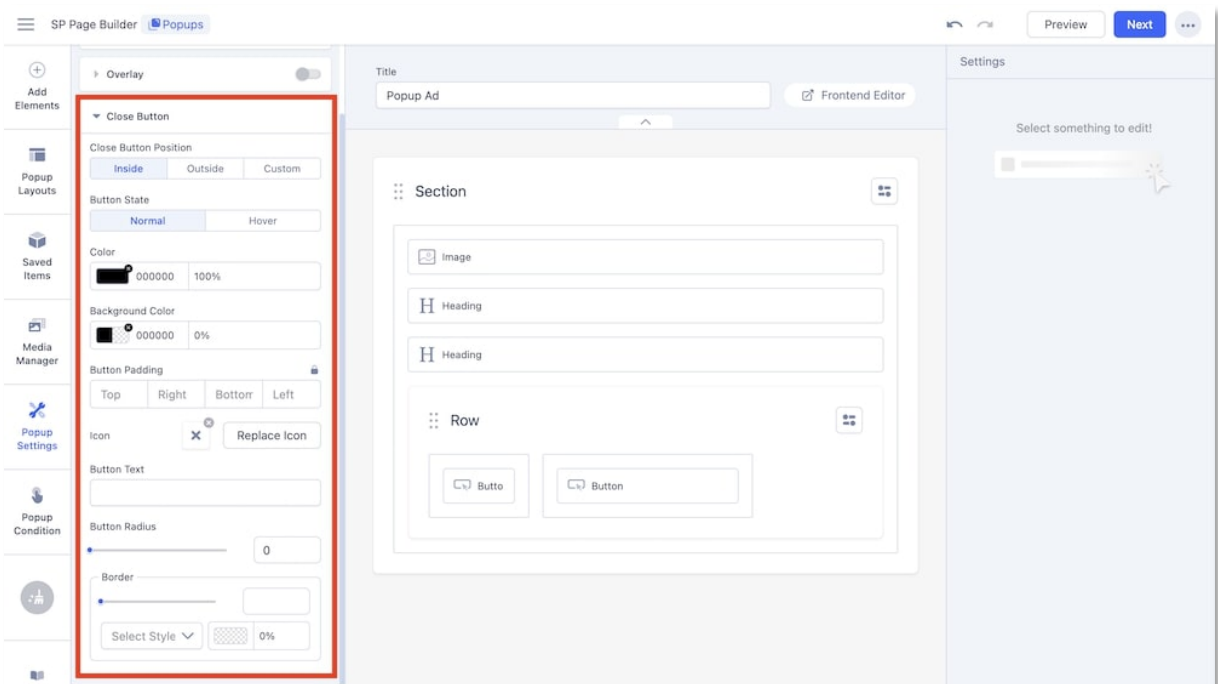 SP Page Builder Popups
Preview
Next
Add
Elements
Popup
Layouts
Saved
Items
Media
Manager
Popup
Settings
Popup
Condition
Overlay
Close Button
Close Button Position
Inside Outside Custom
Button State
Normal Hover
Color
000000 100%
Background Color
000000 0%
Button Padding
Top Right Bottom Left
Icon Replace Icon
Button Text
Button Radius
0
Border
Select Style 0%
Title
Popup Ad
Frontend Editor
Section
Image
H Heading
H Heading
Row
Butto Button
Settings
Select something to edit!